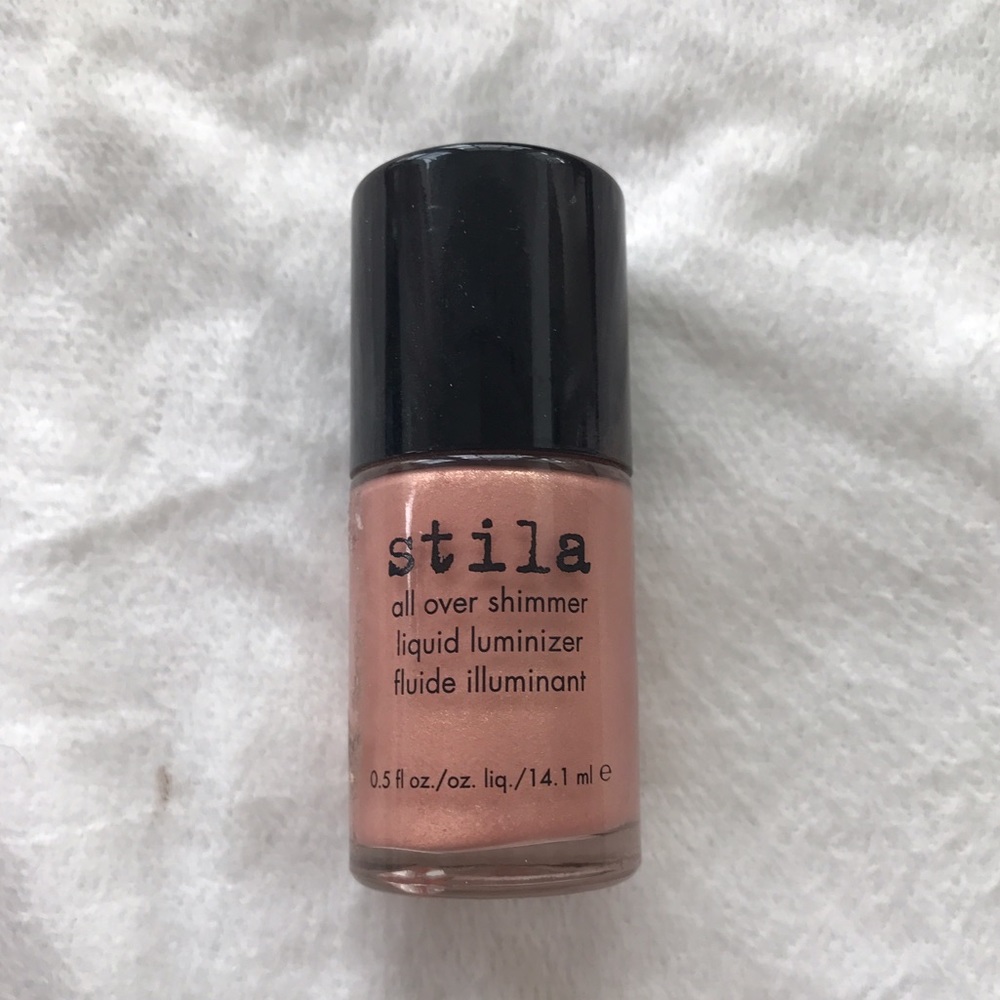 stila
all over shimmer
liquid luminizer
fluide illuminant
0.5 fl oz./oz. liq./14.1 ml e